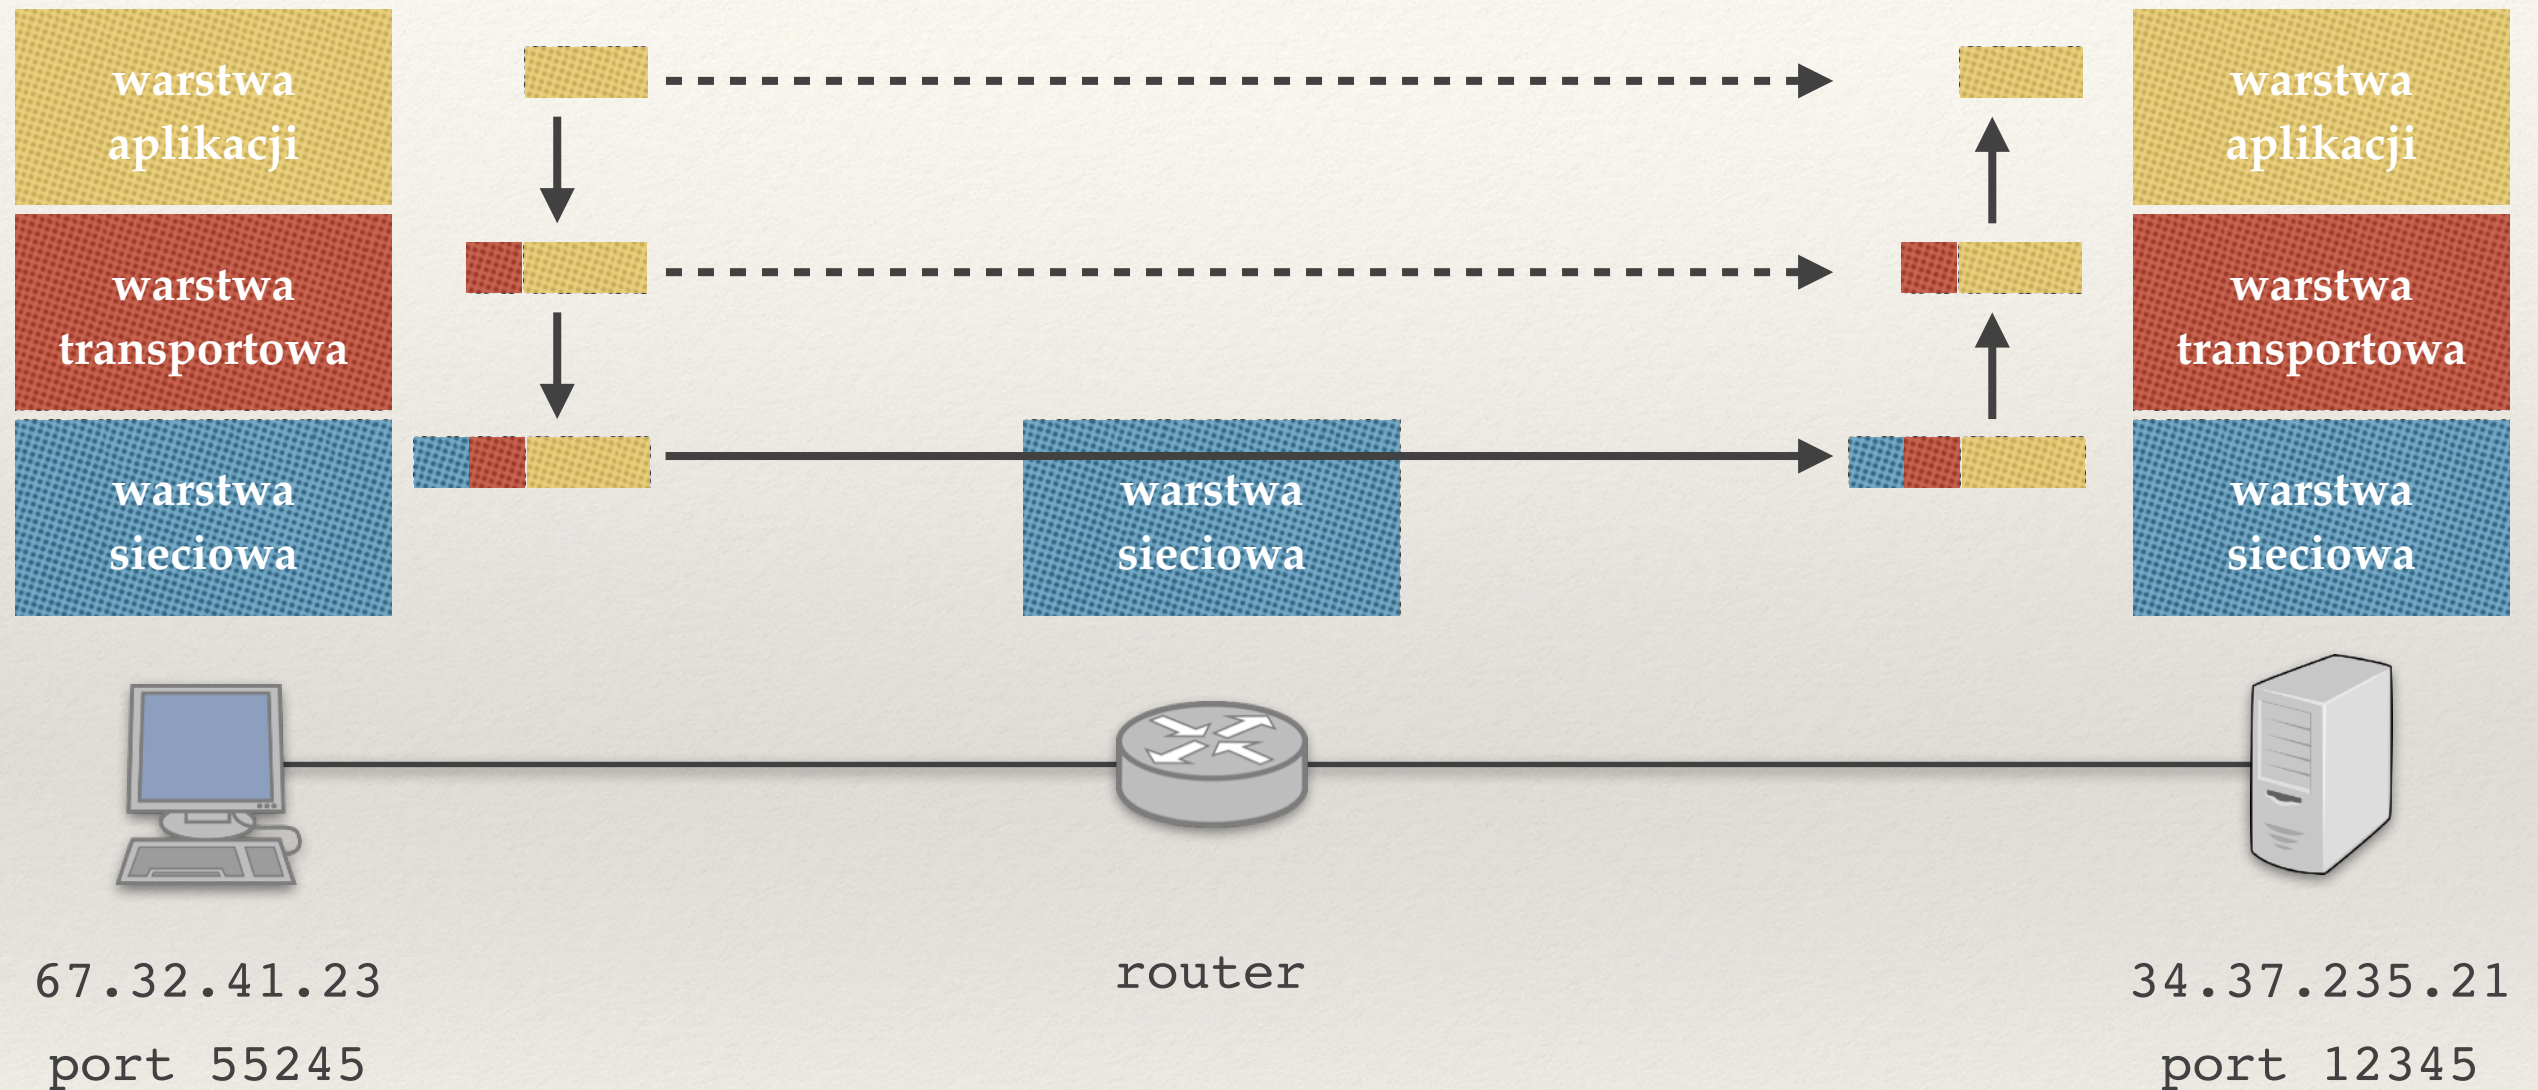 warstwa
aplikacji
warstwa
transportowa
warstwa
sieciowa
warstwa
sieciowa
warstwa
aplikacji
warstwa
transportowa
warstwa
sieciowa
67.32.41.23
port 55245
router
34.37.235.21
port 12345